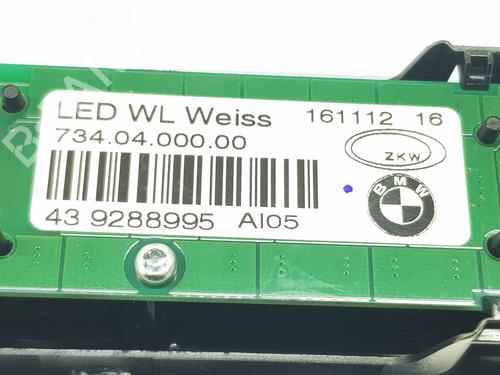 LED WL Weiss
161112 16
734.04.000.00
ZKW
BMW
43 9288995 AI05